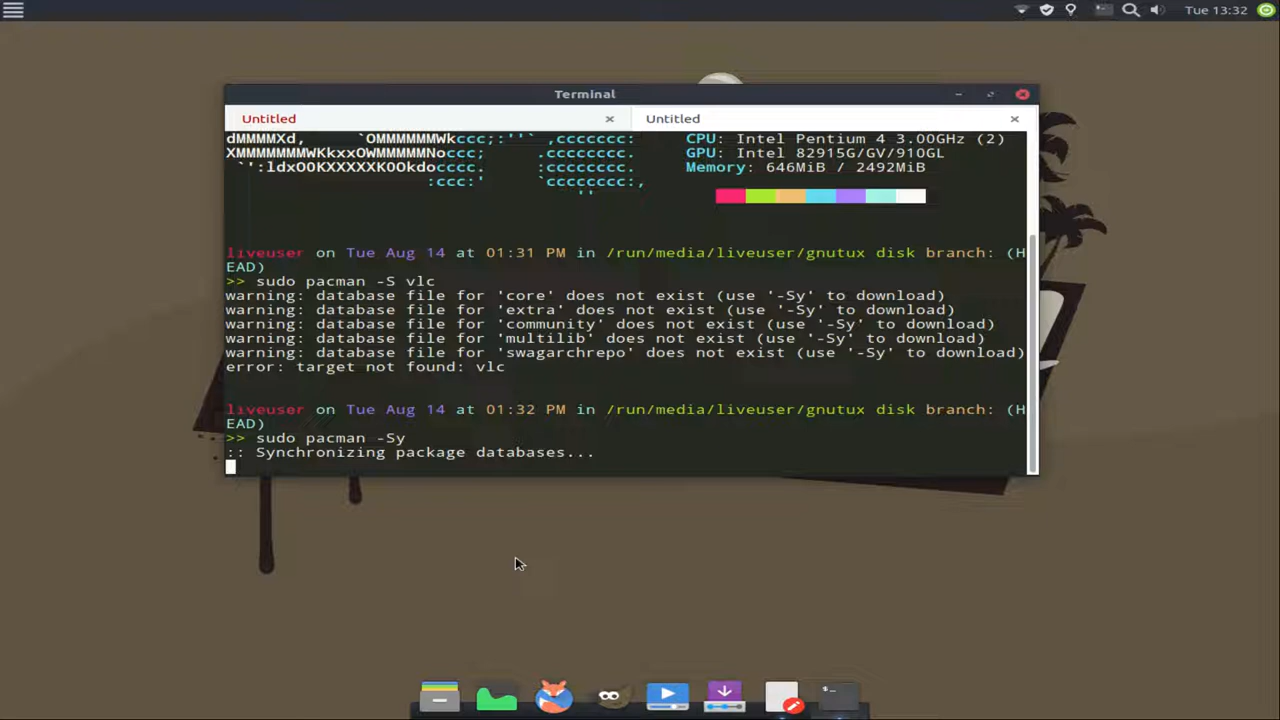 Tue 13:32
Terminal
Untitled
Untitled
dMMMMXd, `OMMMMMMWkccc;:''` ,ccccccc: CPU: Intel Pentium 4 3.00GHz (2)
XMMMMMMMWKkxxOWMMMMMNoccc; .cccccccc. GPU: Intel 82915G/GV/910GL
`':ldxO0KXXXXXK0Okdocccc. :cccccccc. Memory: 646MiB / 2492MiB
:ccc:' `cccccccc:,
''
liveuser on Tue Aug 14 at 01:31 PM in /run/media/liveuser/gnutux disk branch: (H
EAD)
>> sudo pacman -S vlc
warning: database file for 'core' does not exist (use '-Sy' to download)
warning: database file for 'extra' does not exist (use '-Sy' to download)
warning: database file for 'community' does not exist (use '-Sy' to download)
warning: database file for 'multilib' does not exist (use '-Sy' to download)
warning: database file for 'swagarchrepo' does not exist (use '-Sy' to download)
error: target not found: vlc
liveuser on Tue Aug 14 at 01:32 PM in /run/media/liveuser/gnutux disk branch: (H
EAD)
>> sudo pacman -Sy
:: Synchronizing package databases...